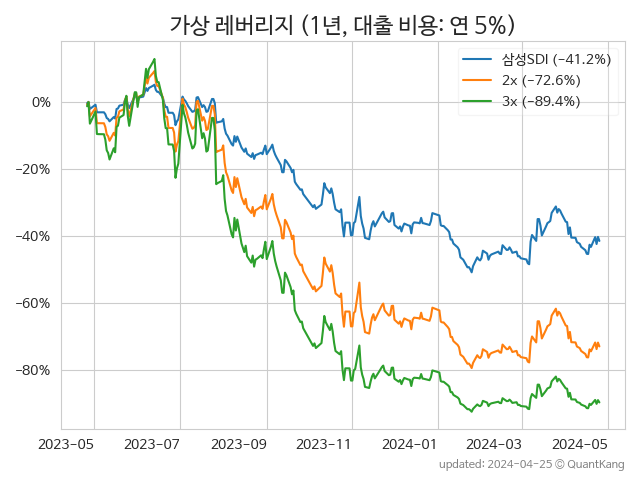 가상 레버리지 (1년, 대출 비용: 연 5%)
삼성SDI (−41.2%)
2x (−72.6%)
3x (−89.4%)
0%
−20%
−40%
−60%
−80%
2023-05 2023-07 2023-09 2023-11 2024-01 2024-03 2024-05
updated: 2024-04-25 © QuantKang